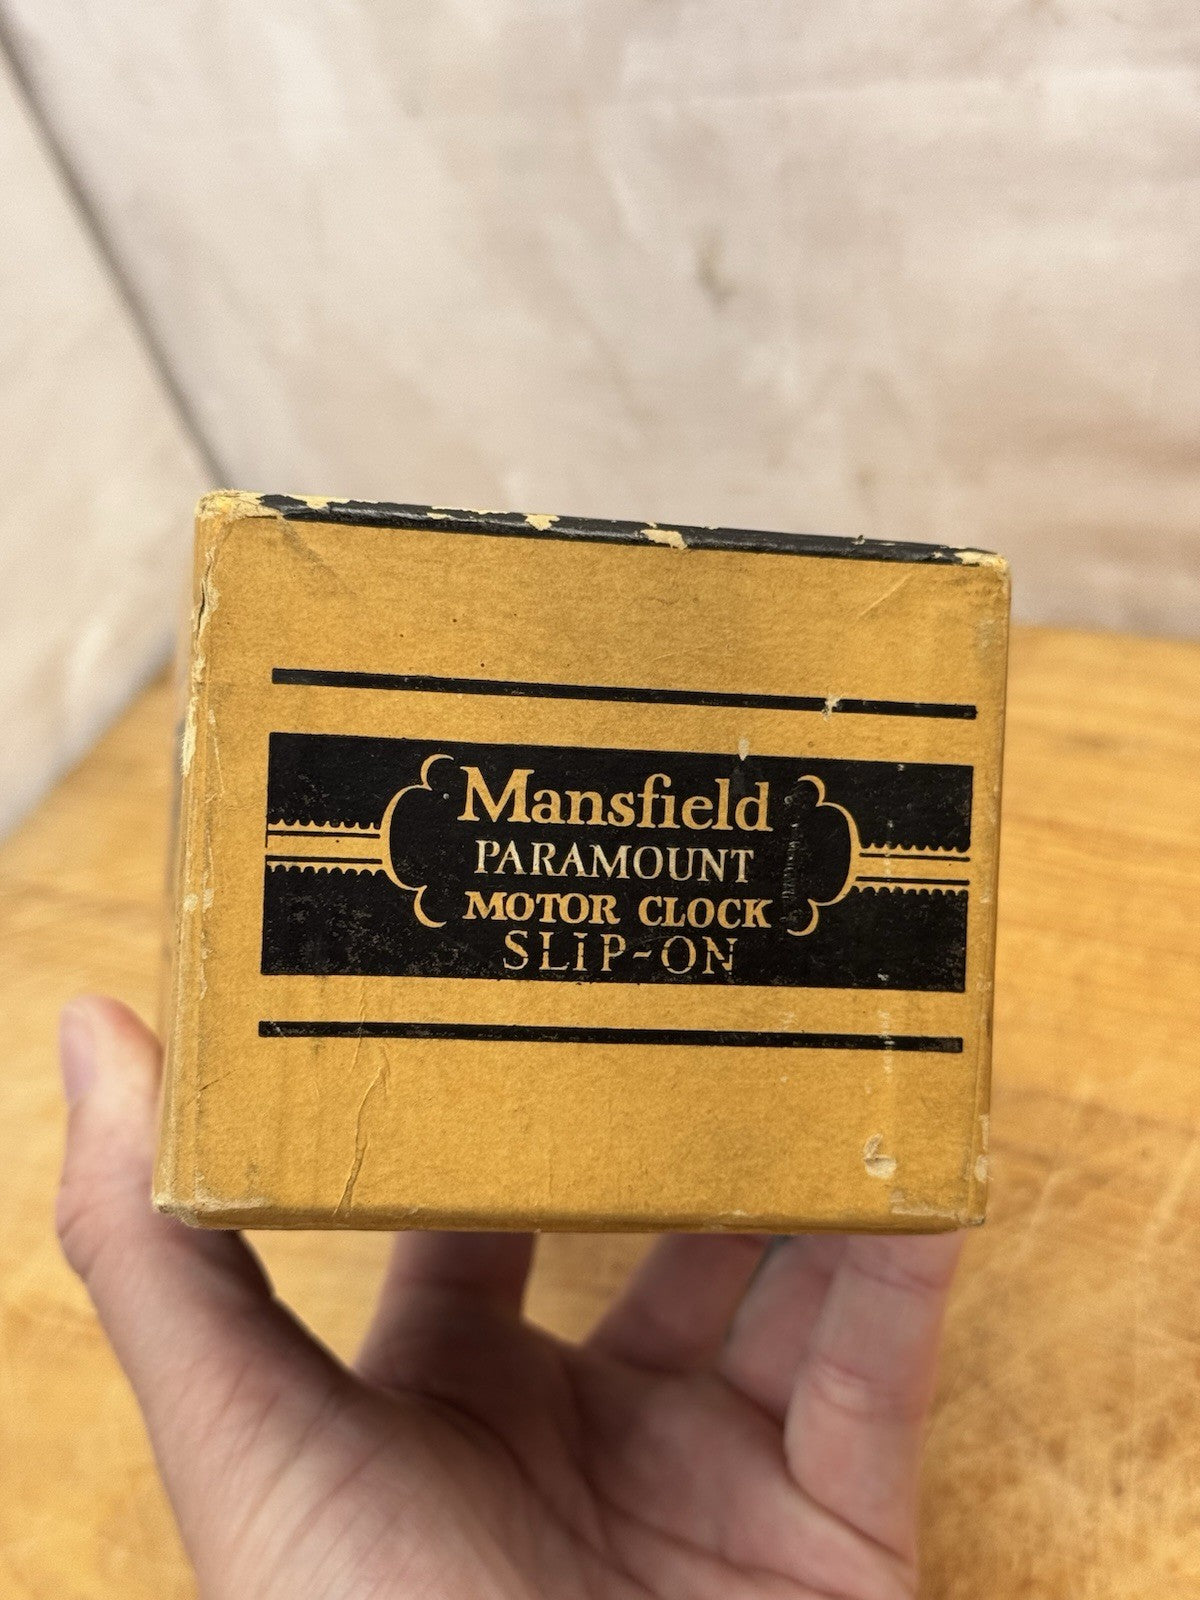 Mansfield
PARAMOUNT
MOTOR CLOCK
SLIP-ON